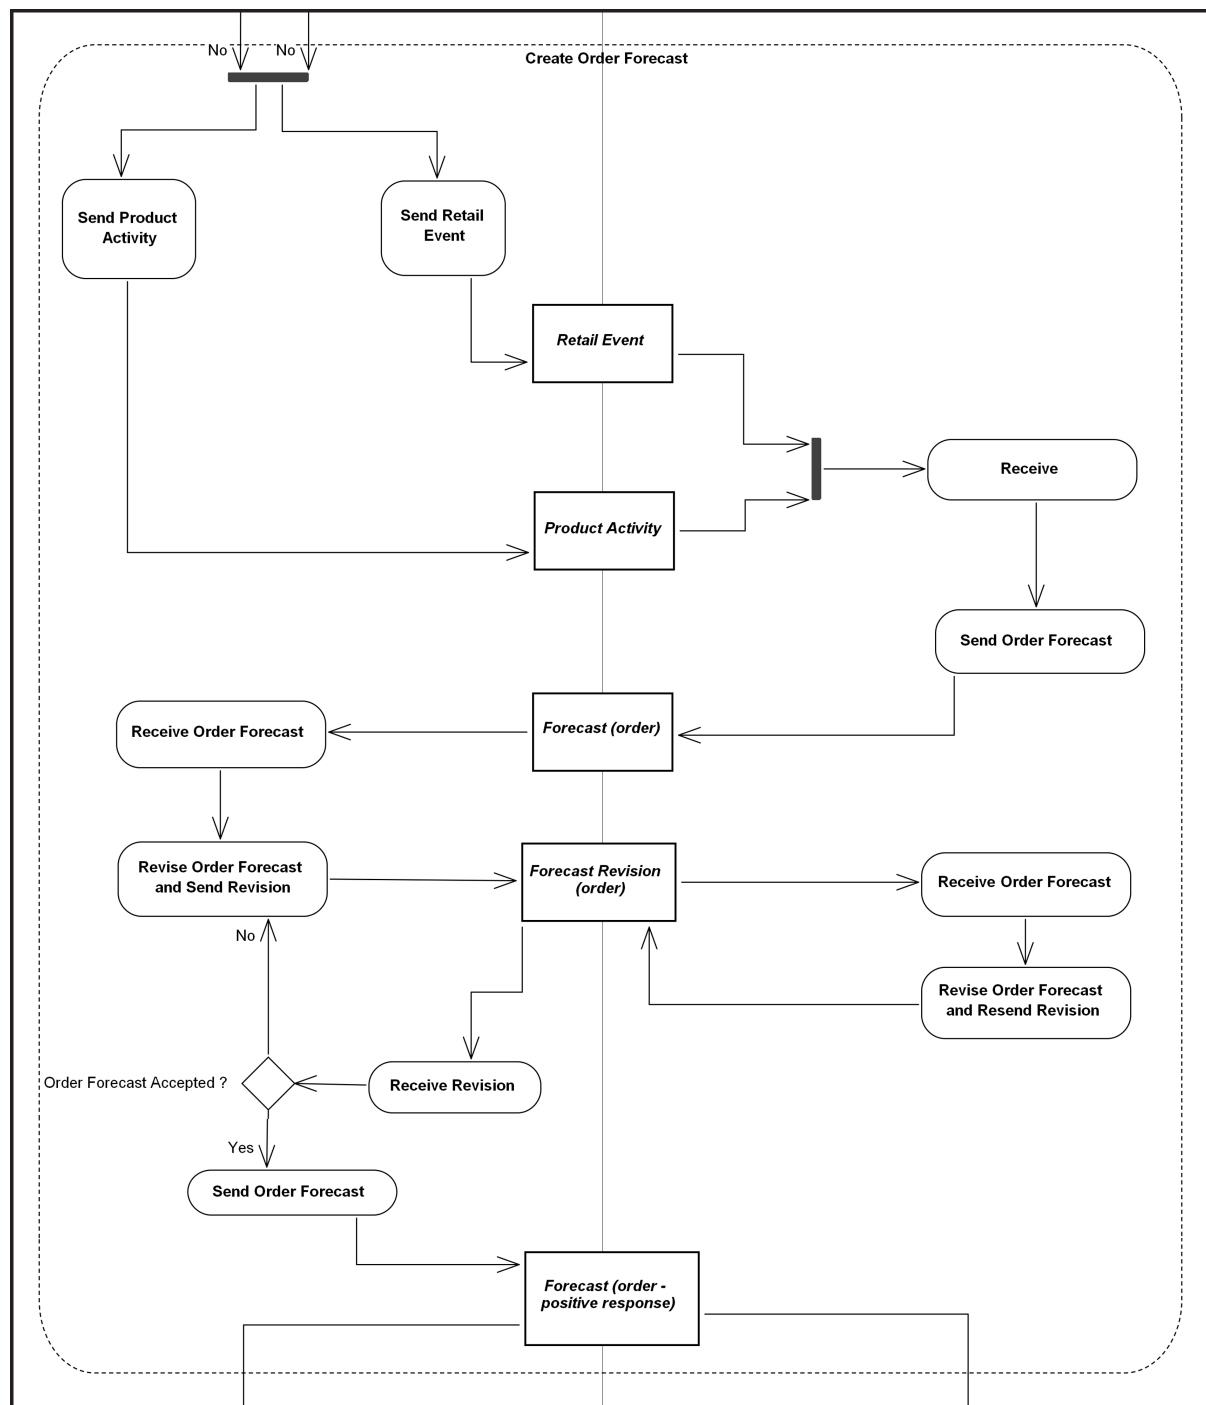 No
No
Create Order Forecast
Send Product
Activity
Send Retail
Event
Retail Event
Receive
Product Activity
Send Order Forecast
Receive Order Forecast
Forecast (order)
Revise Order Forecast
and Send Revision
Forecast Revision
(order)
Receive Order Forecast
No
Revise Order Forecast
and Resend Revision
Order Forecast Accepted ?
Receive Revision
Yes
Send Order Forecast
Forecast (order -
positive response)